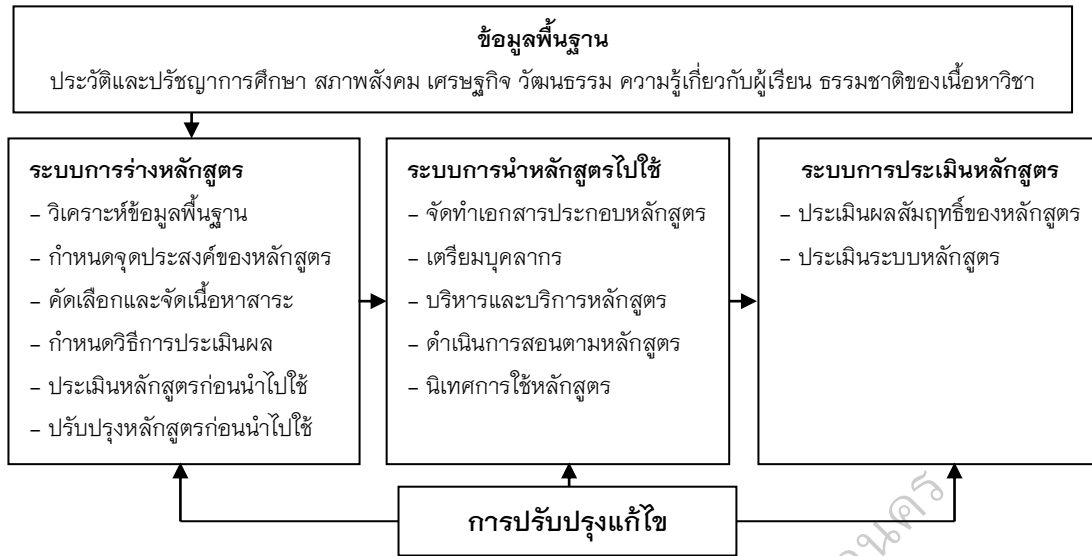 ข้อมูลพื้นฐาน
ประวัติและปรัชญาการศึกษา สภาพสังคม เศรษฐกิจ วัฒนธรรม ความรู้เกี่ยวกับผู้เรียน ธรรมชาติของเนื้อหาวิชา
ระบบการร่างหลักสูตร
– วิเคราะห์ข้อมูลพื้นฐาน
– กำหนดจุดประสงค์ของหลักสูตร
– คัดเลือกและจัดเนื้อหาสาระ
– กำหนดวิธีการประเมินผล
– ประเมินหลักสูตรก่อนนำไปใช้
– ปรับปรุงหลักสูตรก่อนนำไปใช้
ระบบการนำหลักสูตรไปใช้
– จัดทำเอกสารประกอบหลักสูตร
– เตรียมบุคลากร
– บริหารและบริการหลักสูตร
– ดำเนินการสอนตามหลักสูตร
– นิเทศการใช้หลักสูตร
ระบบการประเมินหลักสูตร
– ประเมินผลสัมฤทธิ์ของหลักสูตร
– ประเมินระบบหลักสูตร
การปรับปรุงแก้ไข